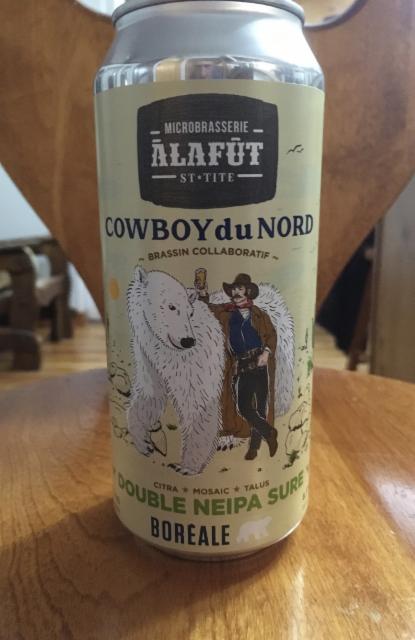 MICROBRASSERIE
ÀLAFÛT
ST★TITE
COWBOY du NORD
~ BRASSIN COLLABORATIF ~
CITRA ★ MOSAIC ★ TALUS
DOUBLE NEIPA SURE
BORÉALE